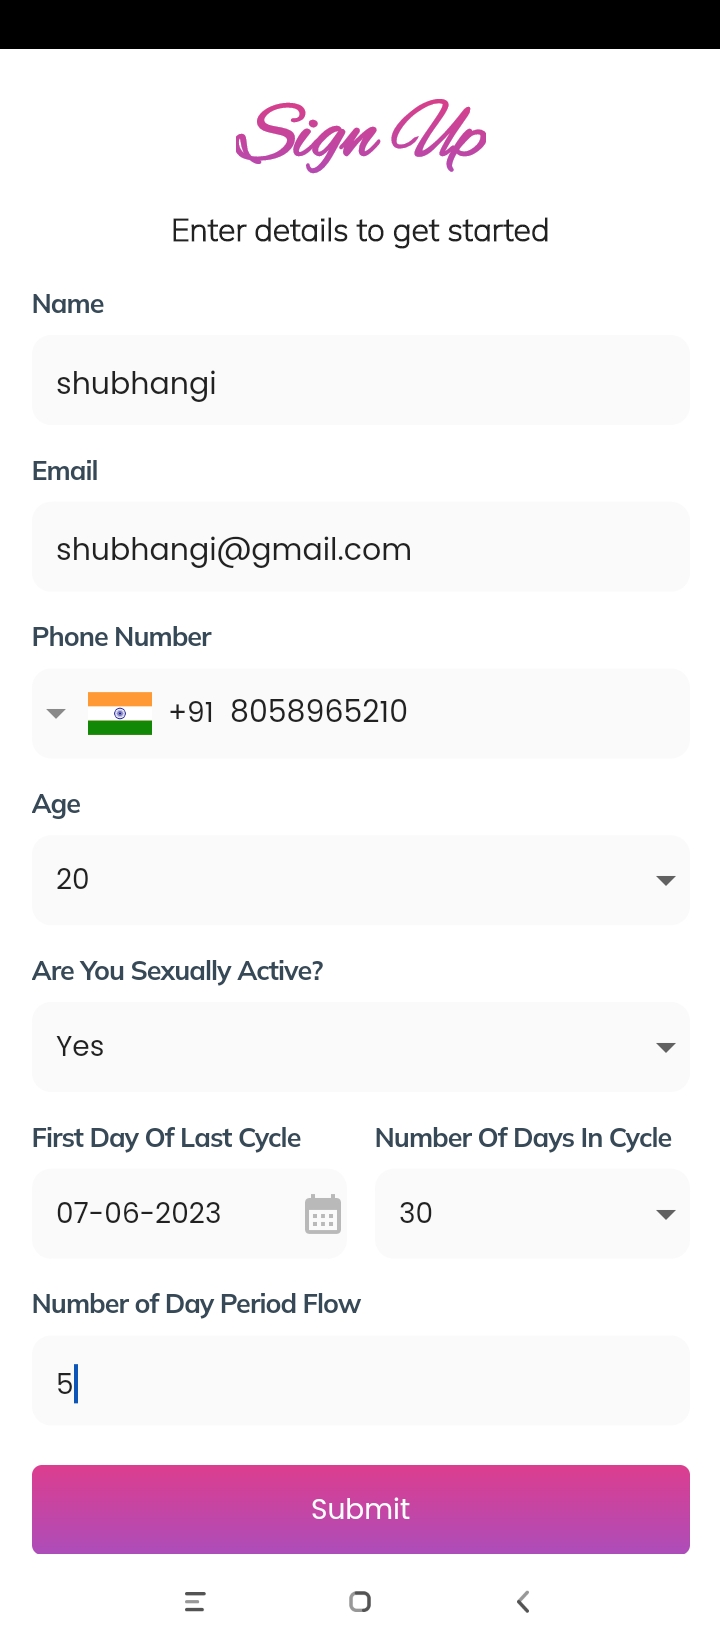 Sign Up
Enter details to get started
Name
shubhangi
Email
shubhangi@gmail.com
Phone Number
+91 8058965210
Age
20
Are You Sexually Active?
Yes
First Day Of Last Cycle Number Of Days In Cycle
07-06-2023 30
Number of Day Period Flow
5
Submit